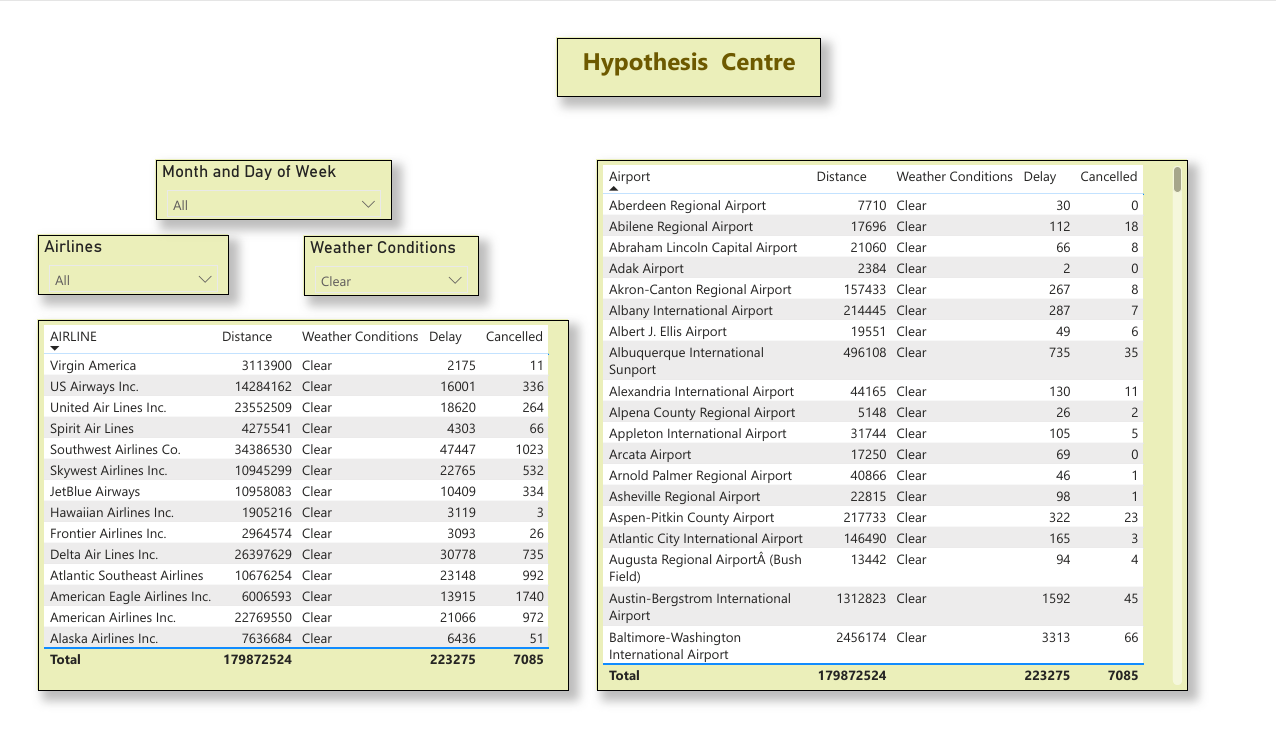 Hypothesis Centre
Month and Day of Week
All
Airlines
All
Weather Conditions
Clear
AIRLINE Distance Weather Conditions Delay Cancelled
Virgin America 3113900 Clear 2175 11
US Airways Inc. 14284162 Clear 16001 336
United Air Lines Inc. 23552509 Clear 18620 264
Spirit Air Lines 4275541 Clear 4303 66
Southwest Airlines Co. 34386530 Clear 47447 1023
Skywest Airlines Inc. 10945299 Clear 22765 532
JetBlue Airways 10958083 Clear 10409 334
Hawaiian Airlines Inc. 1905216 Clear 3119 3
Frontier Airlines Inc. 2964574 Clear 3093 26
Delta Air Lines Inc. 26397629 Clear 30778 735
Atlantic Southeast Airlines 10676254 Clear 23148 992
American Eagle Airlines Inc. 6006593 Clear 13915 1740
American Airlines Inc. 22769550 Clear 21066 972
Alaska Airlines Inc. 7636684 Clear 6436 51
Total 179872524 223275 7085
Airport Distance Weather Conditions Delay Cancelled
Aberdeen Regional Airport 7710 Clear 30 0
Abilene Regional Airport 17696 Clear 112 18
Abraham Lincoln Capital Airport 21060 Clear 66 8
Adak Airport 2384 Clear 2 0
Akron-Canton Regional Airport 157433 Clear 267 8
Albany International Airport 214445 Clear 287 7
Albert J. Ellis Airport 19551 Clear 49 6
Albuquerque International 496108 Clear 735 35
Sunport
Alexandria International Airport 44165 Clear 130 11
Alpena County Regional Airport 5148 Clear 26 2
Appleton International Airport 31744 Clear 105 5
Arcata Airport 17250 Clear 69 0
Arnold Palmer Regional Airport 40866 Clear 46 1
Asheville Regional Airport 22815 Clear 98 1
Aspen-Pitkin County Airport 217733 Clear 322 23
Atlantic City International Airport 146490 Clear 165 3
Augusta Regional AirportÂ (Bush 13442 Clear 94 4
Field)
Austin-Bergstrom International 1312823 Clear 1592 45
Airport
Baltimore-Washington 2456174 Clear 3313 66
International Airport
Total 179872524 223275 7085